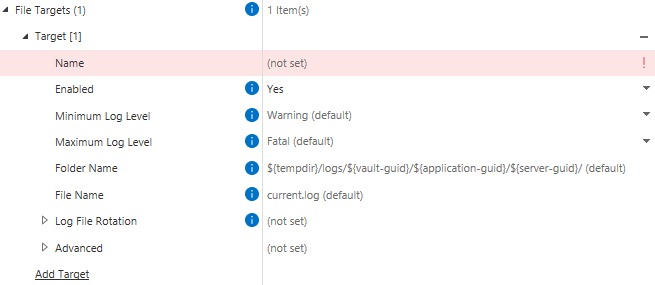 File Targets (1) 1 Item(s)
Target [1]
Name (not set) !
Enabled Yes
Minimum Log Level Warning (default)
Maximum Log Level Fatal (default)
Folder Name ${tempdir}/logs/${vault-guid}/${application-guid}/${server-guid}/ (default)
File Name current.log (default)
Log File Rotation (not set)
Advanced (not set)
Add Target